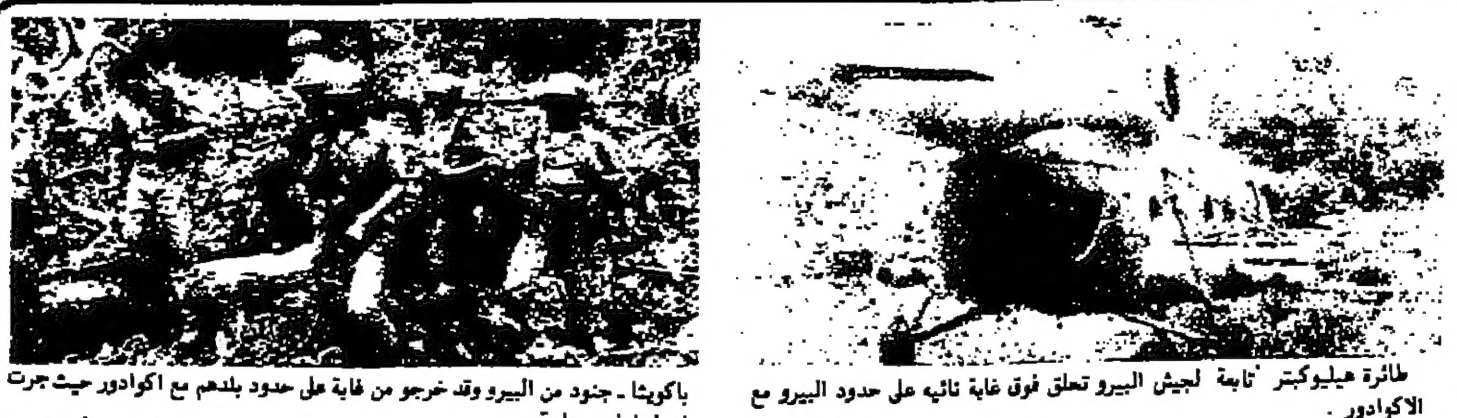 طائرة هيليوكبتر تابعة لجيش البيرو تحلق فوق غابة نائيه على حدود البيرو مع
الاكوادور .
باكويشا ـ جنود من البيرو وقد خرجو من غابة على حدود بلدهم مع اكوادور حيث جرت